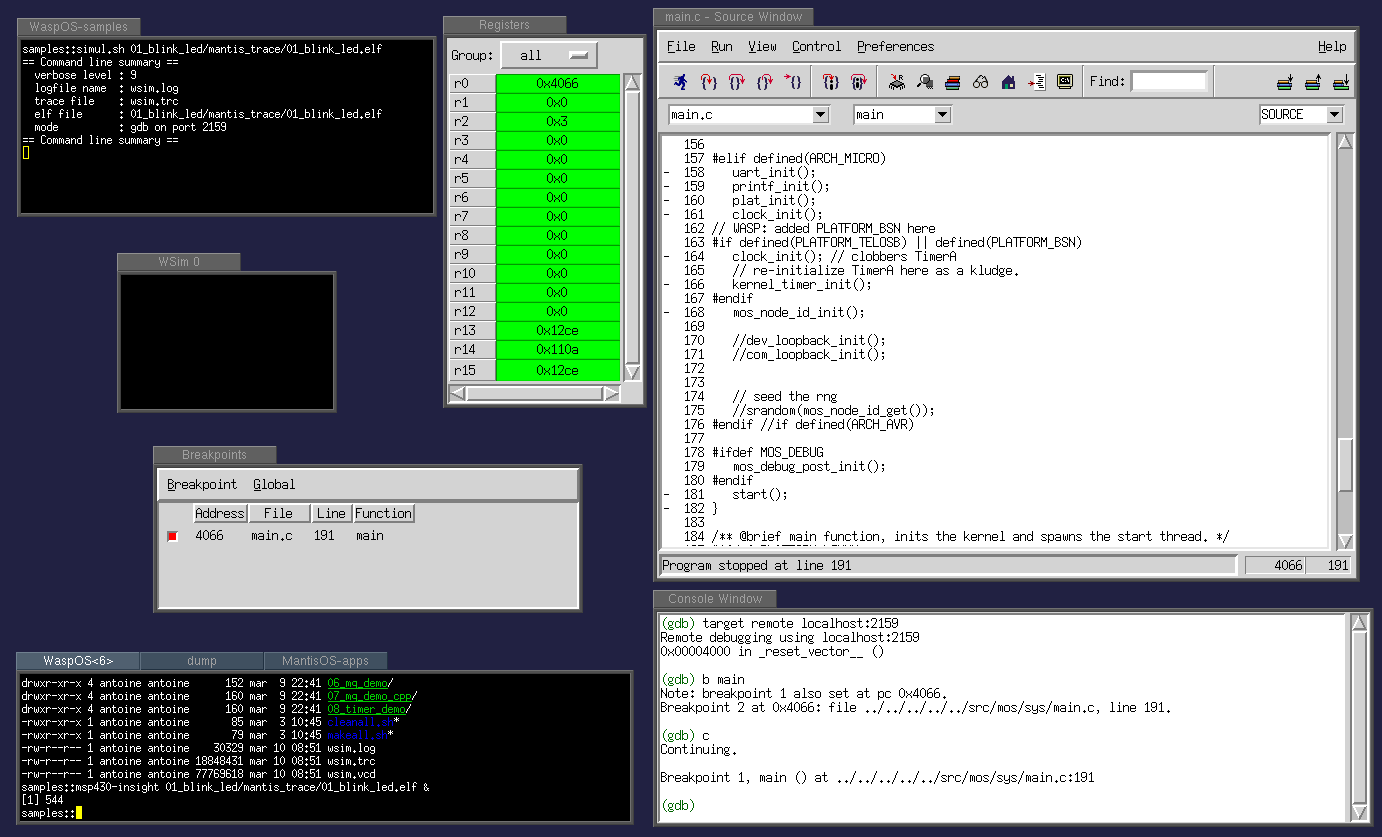 WaspOS-samples
samples::simul.sh 01_blink_led/mantis_trace/01_blink_led.elf
== Command line summary ==
verbose level : 9
logfile name : wsim.log
trace file : wsim.trc
elf file : 01_blink_led/mantis_trace/01_blink_led.elf
mode : gdb on port 2159
== Command line summary ==
WSim 0
Registers
Group: all
r0 0x4066
r1 0x0
r2 0x3
r3 0x0
r4 0x0
r5 0x0
r6 0x0
r7 0x0
r8 0x0
r9 0x0
r10 0x0
r11 0x0
r12 0x0
r13 0x12ce
r14 0x110a
r15 0x12ce
Breakpoints
Breakpoint Global
Address File Line Function
4066 main.c 191 main
WaspOS<6> dump MantisOS-apps
drwxr-xr-x 4 antoine antoine 152 mar 9 22:41 06_mq_demo/
drwxr-xr-x 4 antoine antoine 160 mar 9 22:41 07_mq_demo_cpp/
drwxr-xr-x 4 antoine antoine 160 mar 9 22:41 08_timer_demo/
-rwxr-xr-x 1 antoine antoine 85 mar 3 10:45 cleanall.sh*
-rwxr-xr-x 1 antoine antoine 79 mar 3 10:45 makeall.sh*
-rw-r--r-- 1 antoine antoine 30329 mar 10 08:51 wsim.log
-rw-r--r-- 1 antoine antoine 18848431 mar 10 08:51 wsim.trc
-rw-r--r-- 1 antoine antoine 77769618 mar 10 08:51 wsim.vcd
samples::msp430-insight 01_blink_led/mantis_trace/01_blink_led.elf &
[1] 544
samples::
main.c - Source Window
File Run View Control Preferences Help
Find:
main.c main SOURCE
156
157 #elif defined(ARCH_MICRO)
- 158 uart_init();
- 159 printf_init();
- 160 plat_init();
- 161 clock_init();
162 // WASP: added PLATFORM_BSN here
163 #if defined(PLATFORM_TELOSB) || defined(PLATFORM_BSN)
- 164 clock_init(); // clobbers TimerA
165 // re-initialize TimerA here as a kludge.
- 166 kernel_timer_init();
167 #endif
- 168 mos_node_id_init();
169
170 //dev_loopback_init();
171 //com_loopback_init();
172
173
174 // seed the rng
175 //srandom(mos_node_id_get());
176 #endif //if defined(ARCH_AVR)
177
178 #ifdef MOS_DEBUG
179 mos_debug_post_init();
180 #endif
- 181 start();
- 182 }
183
184 /** @brief main function, inits the kernel and spawns the start thread. */
Program stopped at line 191 4066 191
Console Window
(gdb) target remote localhost:2159
Remote debugging using localhost:2159
0x00004000 in _reset_vector__ ()
(gdb) b main
Note: breakpoint 1 also set at pc 0x4066.
Breakpoint 2 at 0x4066: file ../../../../../src/mos/sys/main.c, line 191.
(gdb) c
Continuing.
Breakpoint 1, main () at ../../../../../src/mos/sys/main.c:191
(gdb)